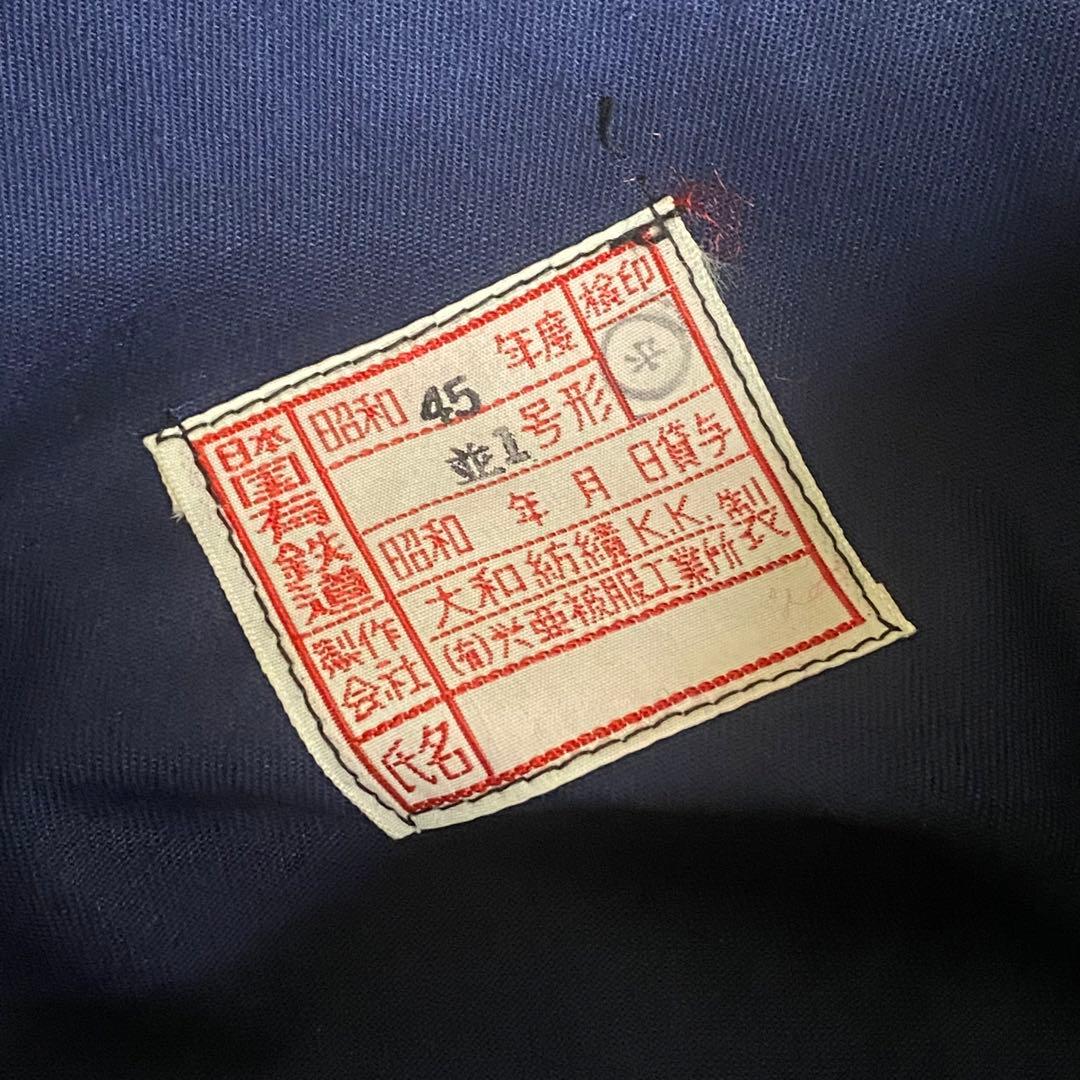 日本
国有
鉄道
昭和 45 年度
検印
並1号形
昭和 年 月 日貸与
製作
会社
大和紡績K.K.製
(有)興亜被服工業所
氏名